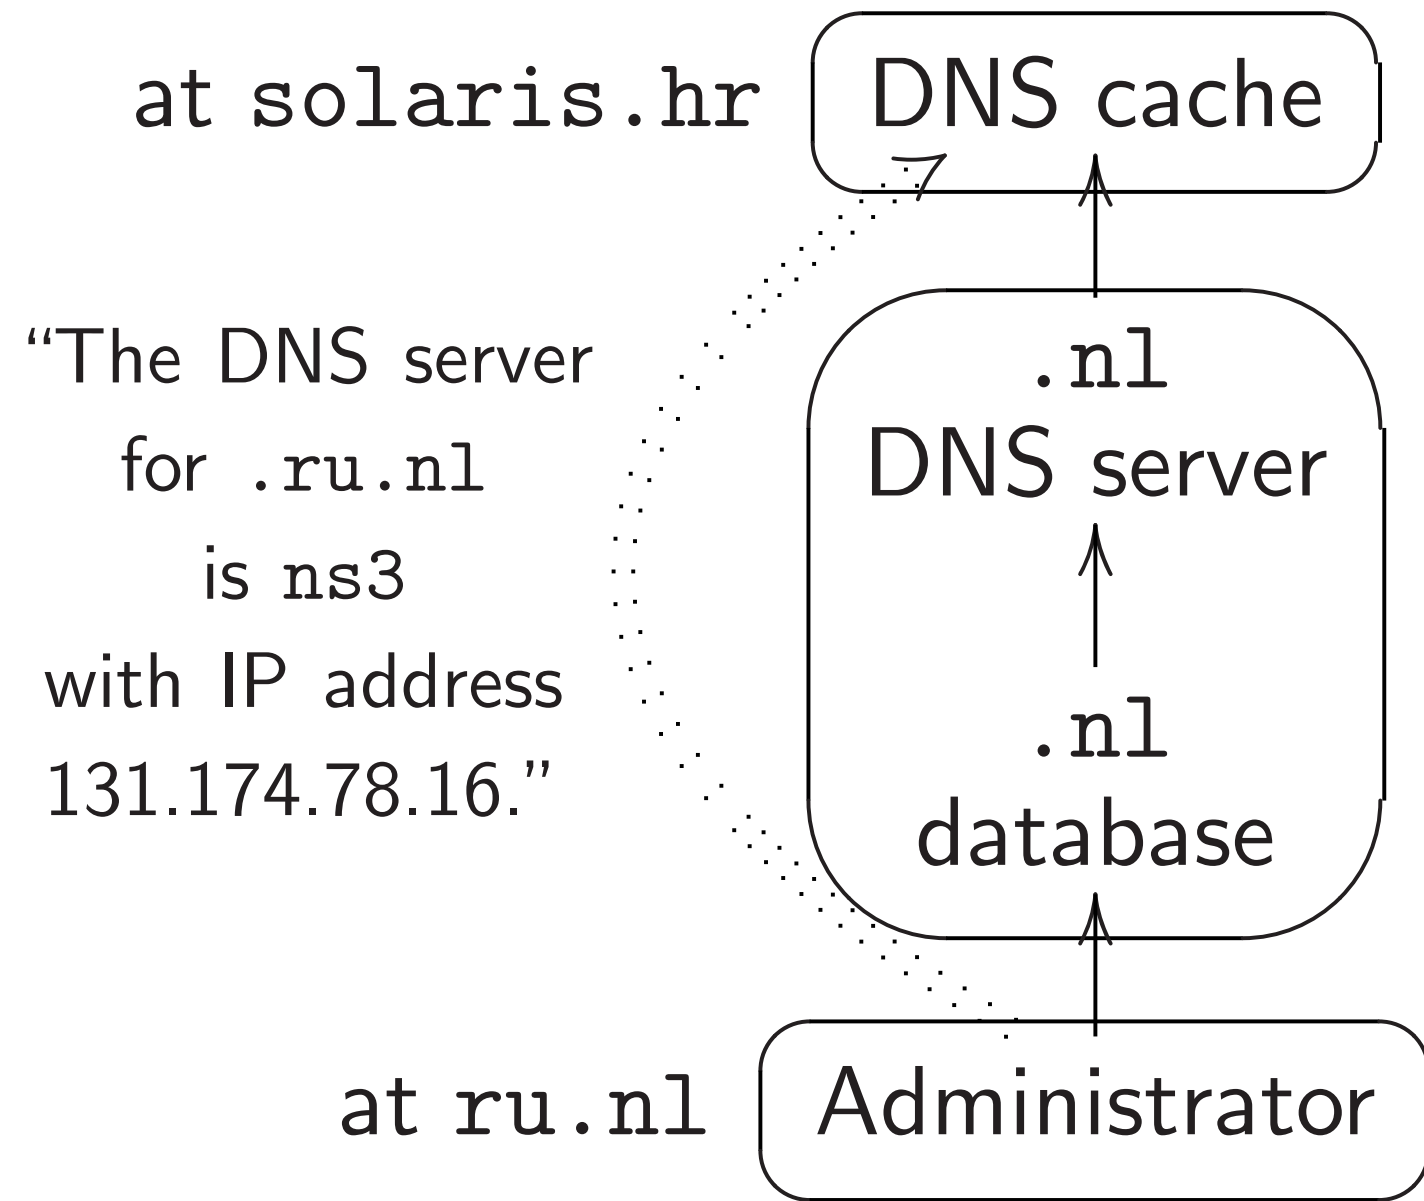 at solaris.hr DNS cache
“The DNS server
for .ru.nl
is ns3
with IP address
131.174.78.16.”
.nl
DNS server
.nl
database
at ru.nl Administrator